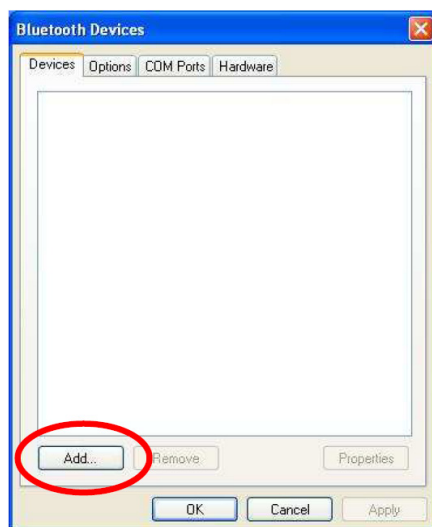 Bluetooth Devices
Devices Options COM Ports Hardware
Add... Remove Properties
OK Cancel Apply